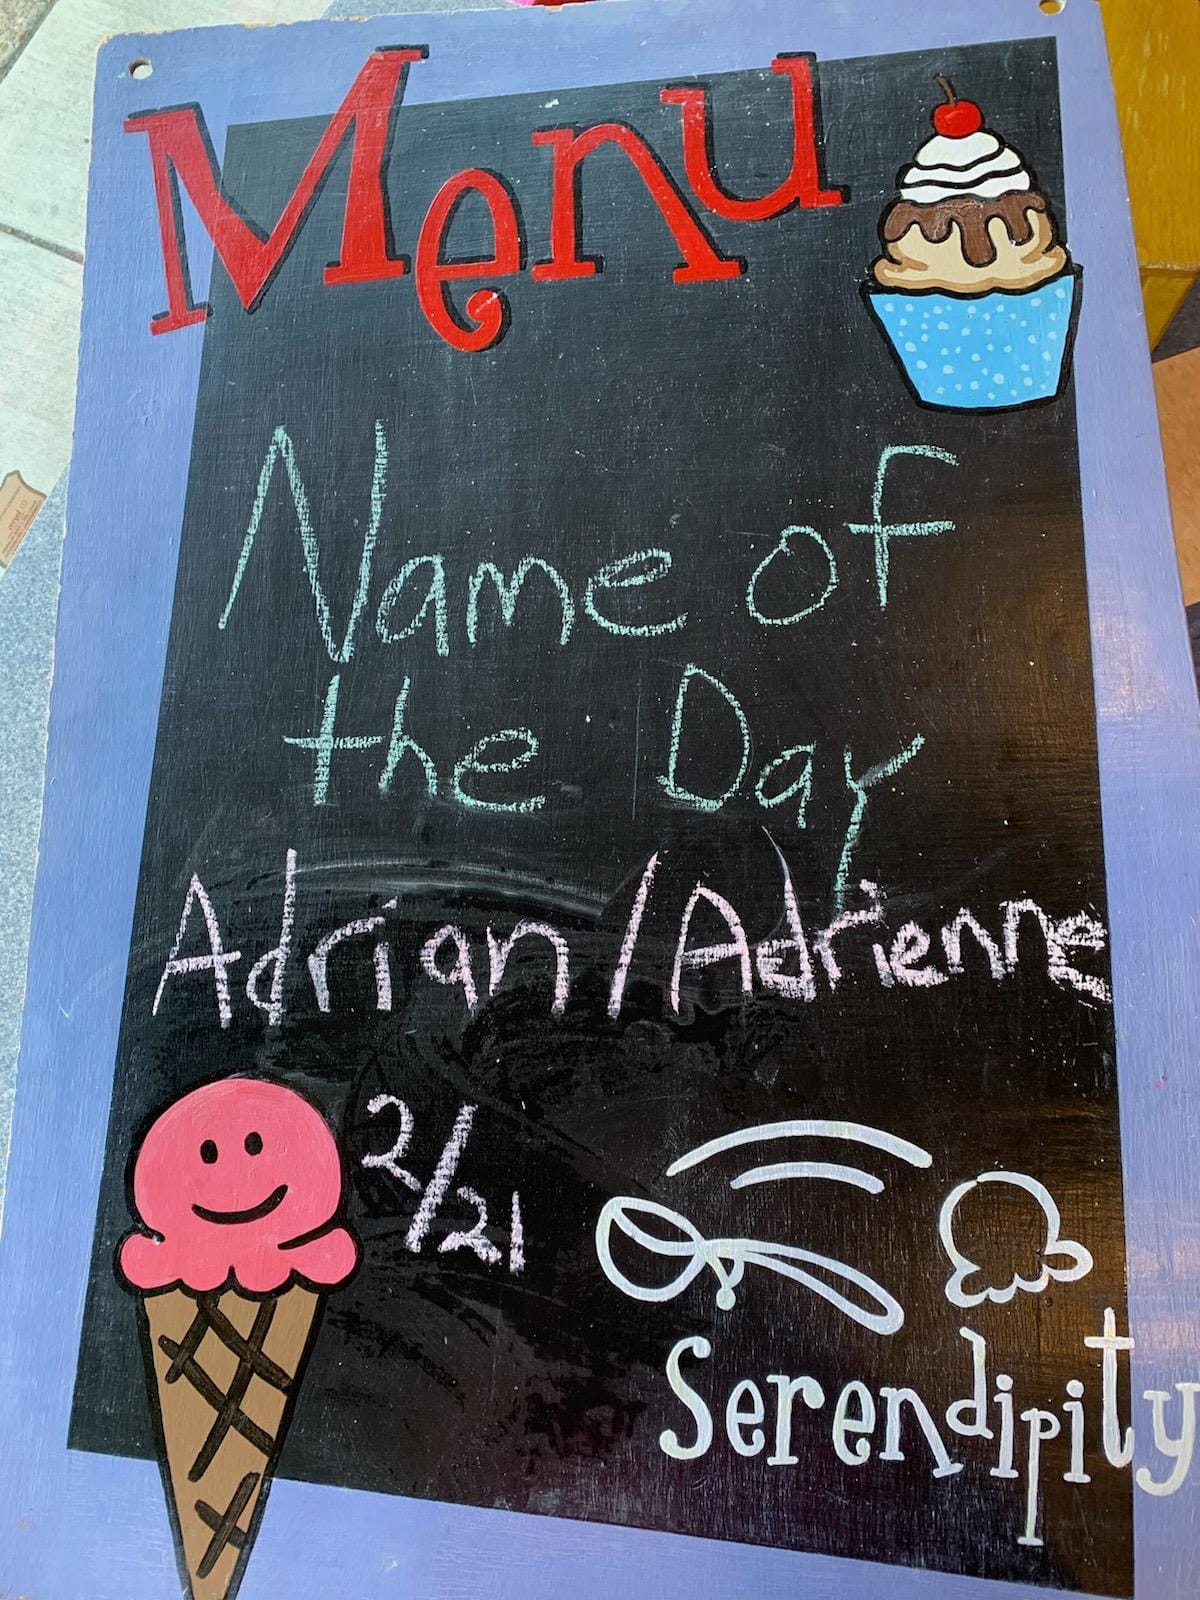 Menu
Name of
the Day
Adrian/Adrienne
2/21
Serendipity